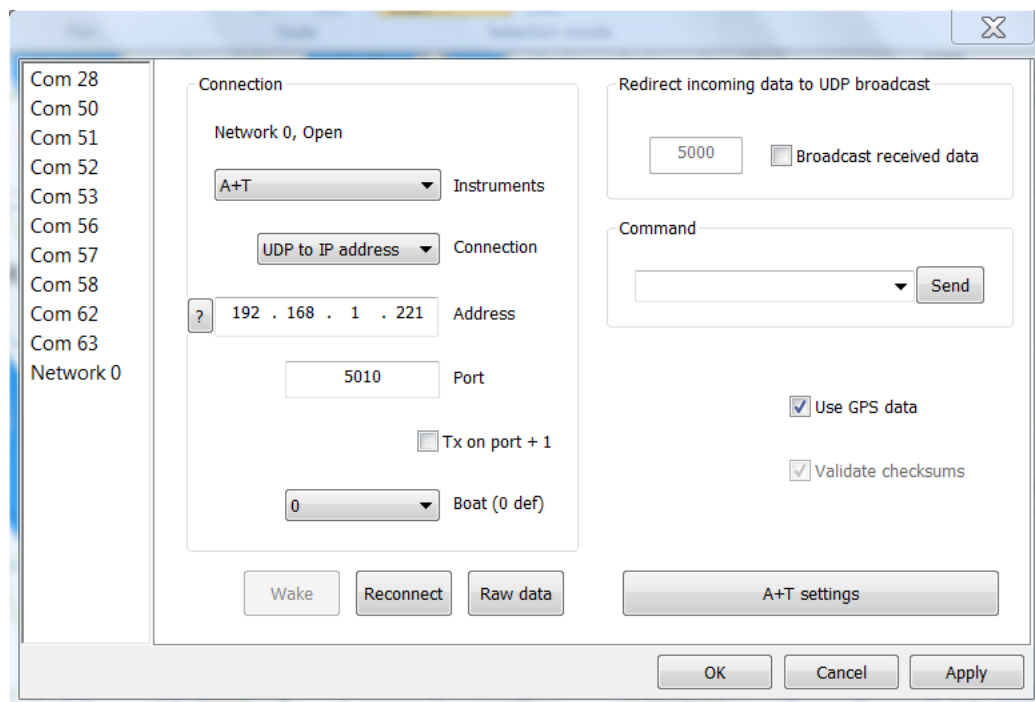 Com 28
Com 50
Com 51
Com 52
Com 53
Com 56
Com 57
Com 58
Com 62
Com 63
Network 0
Connection
Network 0, Open
A+T Instruments
UDP to IP address Connection
? 192 . 168 . 1 . 221 Address
5010 Port
Tx on port + 1
0 Boat (0 def)
Wake Reconnect Raw data
Redirect incoming data to UDP broadcast
5000 Broadcast received data
Command
Send
Use GPS data
Validate checksums
A+T settings
OK Cancel Apply